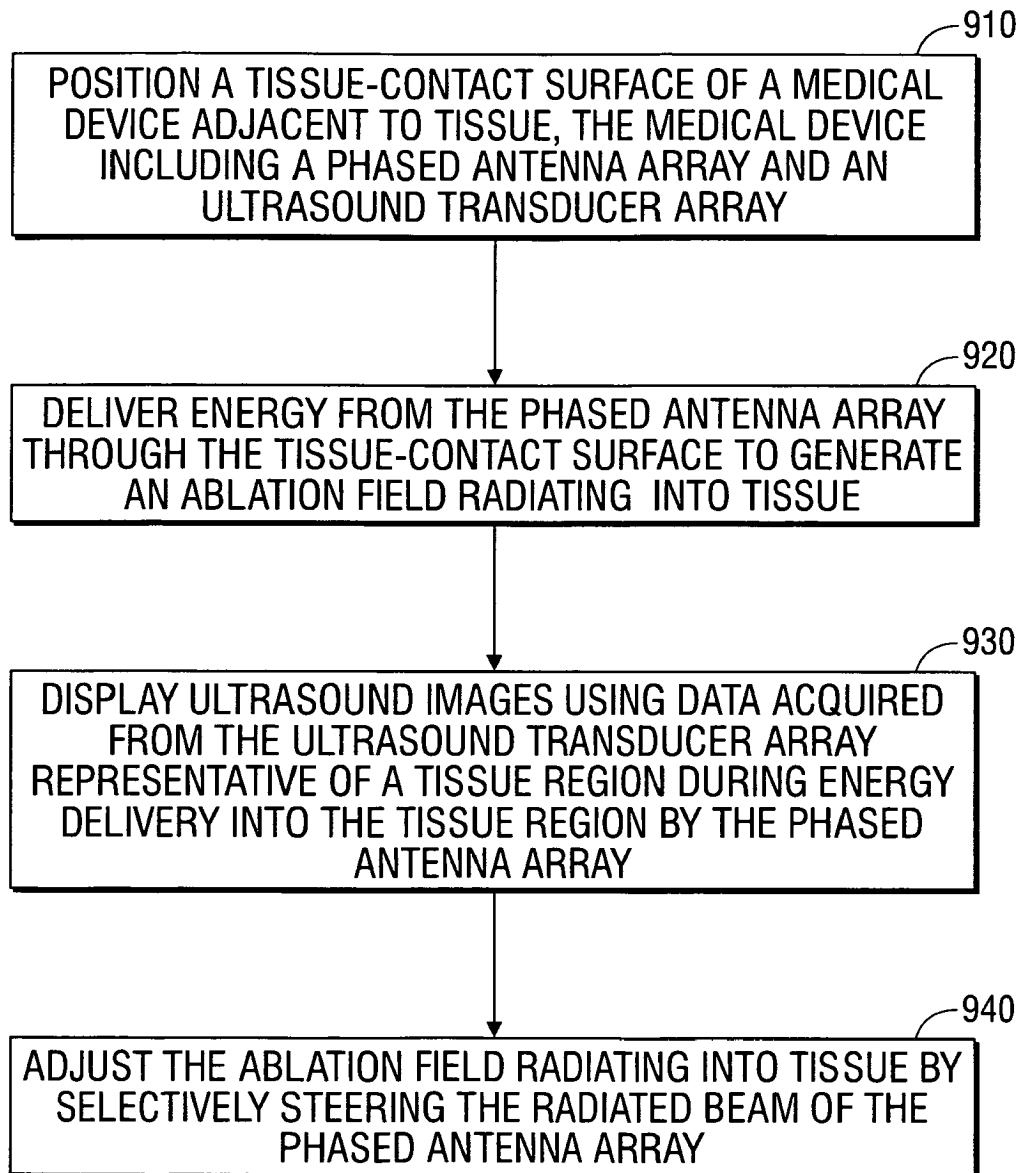 910
POSITION A TISSUE-CONTACT SURFACE OF A MEDICAL
DEVICE ADJACENT TO TISSUE, THE MEDICAL DEVICE
INCLUDING A PHASED ANTENNA ARRAY AND AN
ULTRASOUND TRANSDUCER ARRAY
920
DELIVER ENERGY FROM THE PHASED ANTENNA ARRAY
THROUGH THE TISSUE-CONTACT SURFACE TO GENERATE
AN ABLATION FIELD RADIATING INTO TISSUE
930
DISPLAY ULTRASOUND IMAGES USING DATA ACQUIRED
FROM THE ULTRASOUND TRANSDUCER ARRAY
REPRESENTATIVE OF A TISSUE REGION DURING ENERGY
DELIVERY INTO THE TISSUE REGION BY THE PHASED
ANTENNA ARRAY
940
ADJUST THE ABLATION FIELD RADIATING INTO TISSUE BY
SELECTIVELY STEERING THE RADIATED BEAM OF THE
PHASED ANTENNA ARRAY